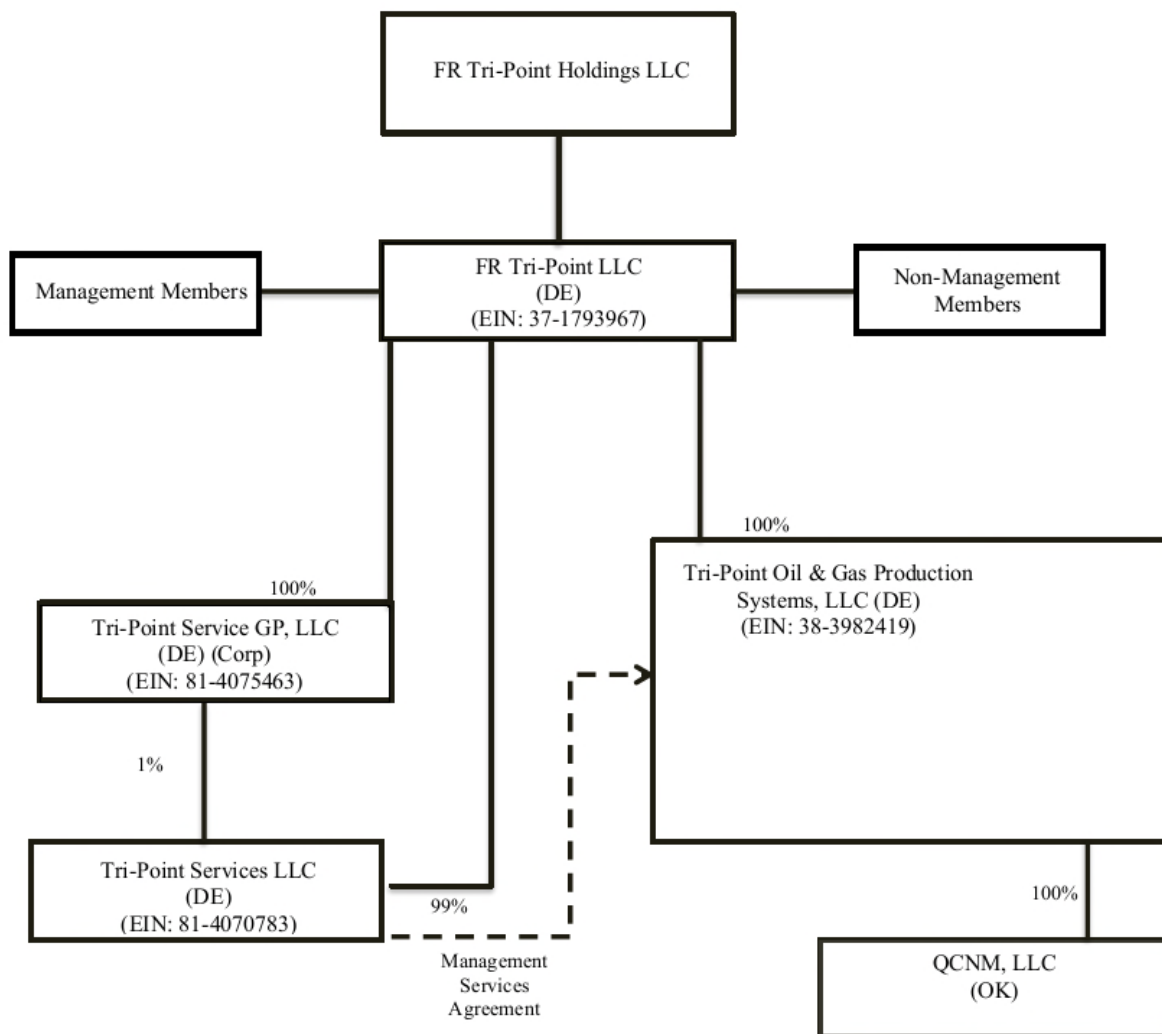 FR Tri-Point Holdings LLC
FR Tri-Point LLC
(DE)
(EIN: 37-1793967)
Management Members
Non-Management
Members
100%
Tri-Point Oil & Gas Production
Systems, LLC (DE)
(EIN: 38-3982419)
100%
Tri-Point Service GP, LLC
(DE) (Corp)
(EIN: 81-4075463)
1%
Tri-Point Services LLC
(DE)
(EIN: 81-4070783)
99%
Management
Services
Agreement
100%
QCNM, LLC
(OK)